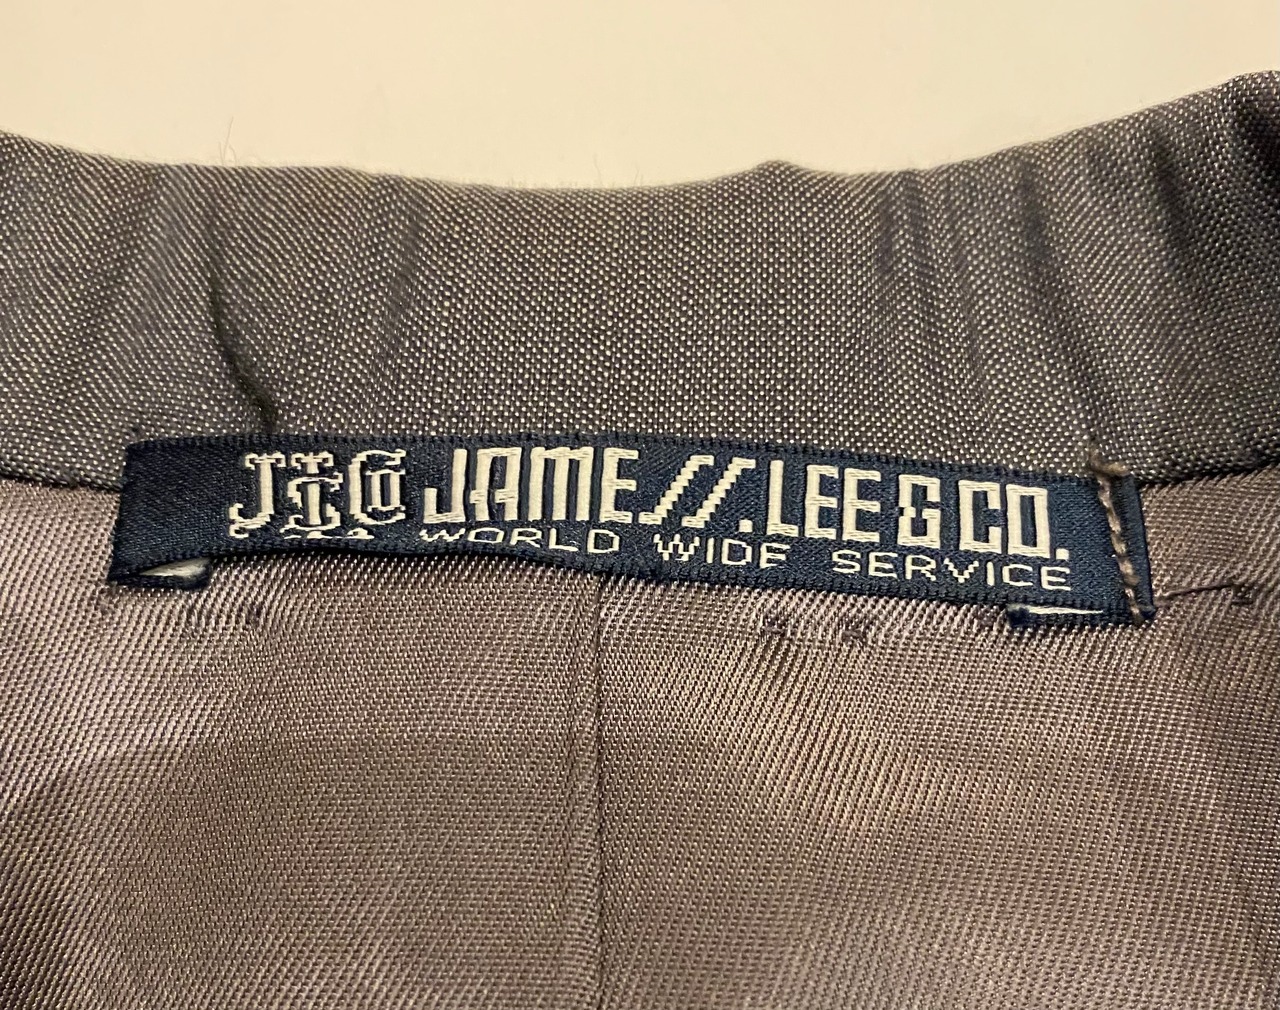 JAMES S. LEE & CO.
WORLD WIDE SERVICE